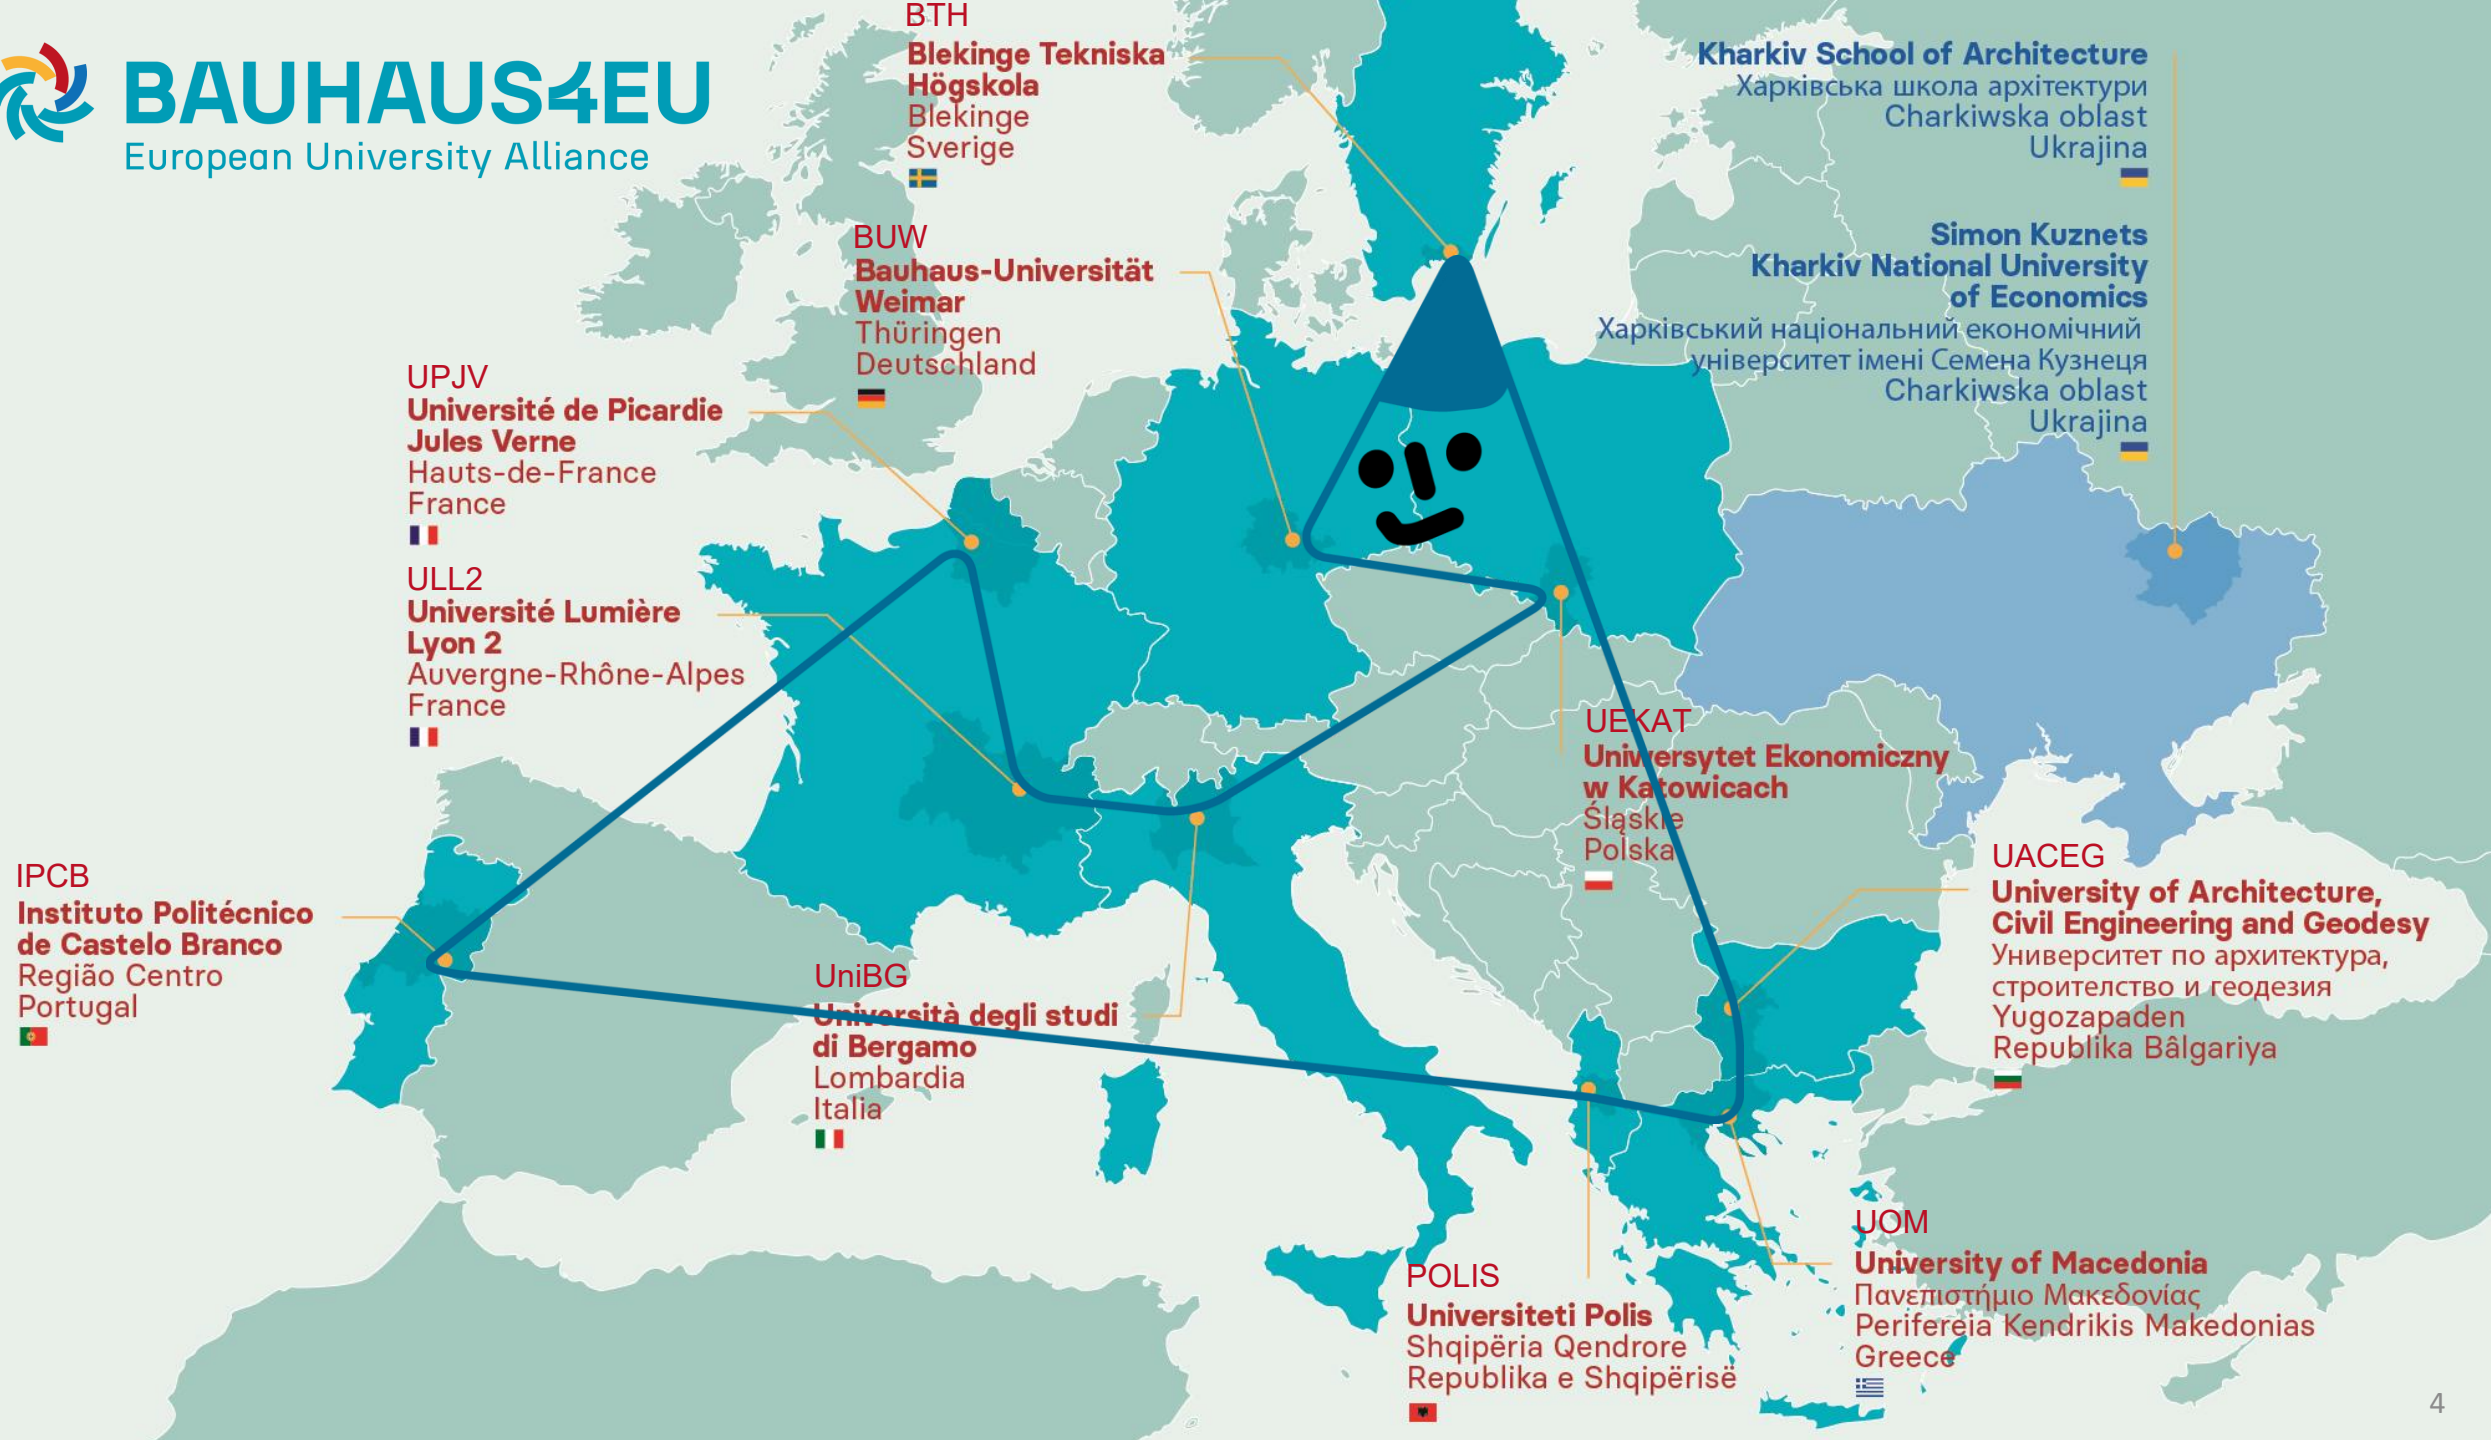 BAUHAUS4EU
European University Alliance
BTH
Blekinge Tekniska
Högskola
Blekinge
Sverige
Kharkiv School of Architecture
Харківська школа архітектури
Charkiwska oblast
Ukrajina
BUW
Bauhaus-Universität
Weimar
Thüringen
Deutschland
Simon Kuznets
Kharkiv National University
of Economics
Харківський національний економічний
університет імені Семена Кузнеця
Charkiwska oblast
Ukrajina
UPJV
Université de Picardie
Jules Verne
Hauts-de-France
France
ULL2
Université Lumière
Lyon 2
Auvergne-Rhône-Alpes
France
UEKAT
Uniwersytet Ekonomiczny
w Katowicach
Śląskie
Polska
IPCB
Instituto Politécnico
de Castelo Branco
Região Centro
Portugal
UACEG
University of Architecture,
Civil Engineering and Geodesy
Университет по архитектура,
строителство и геодезия
Yugozapaden
Republika Bâlgariya
UniBG
Università degli studi
di Bergamo
Lombardia
Italia
POLIS
Universiteti Polis
Shqipëria Qendrore
Republika e Shqipërisë
UOM
University of Macedonia
Πανεπιστήμιο Μακεδονίας
Perifereia Kendrikis Makedonias
Greece
4